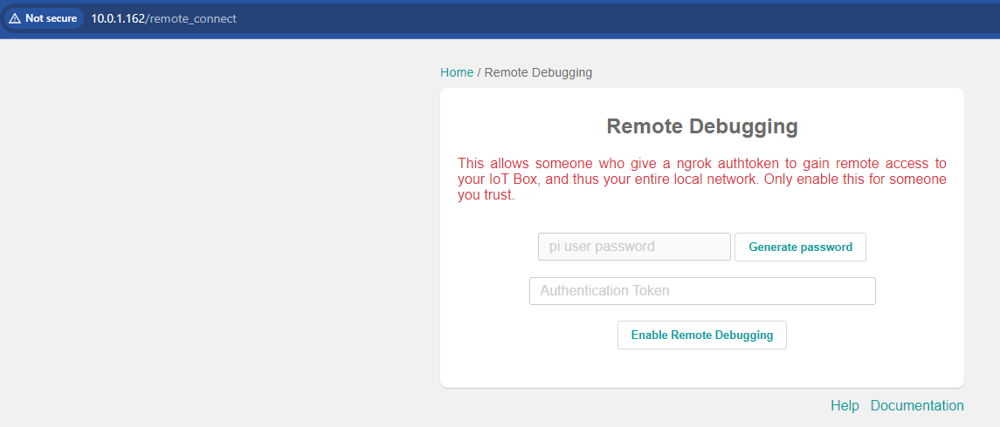 Not secure 10.0.1.162/remote_connect
Home / Remote Debugging
Remote Debugging
This allows someone who give a ngrok authtoken to gain remote access to
your IoT Box, and thus your entire local network. Only enable this for someone
you trust.
pi user password Generate password
Authentication Token
Enable Remote Debugging
Help Documentation